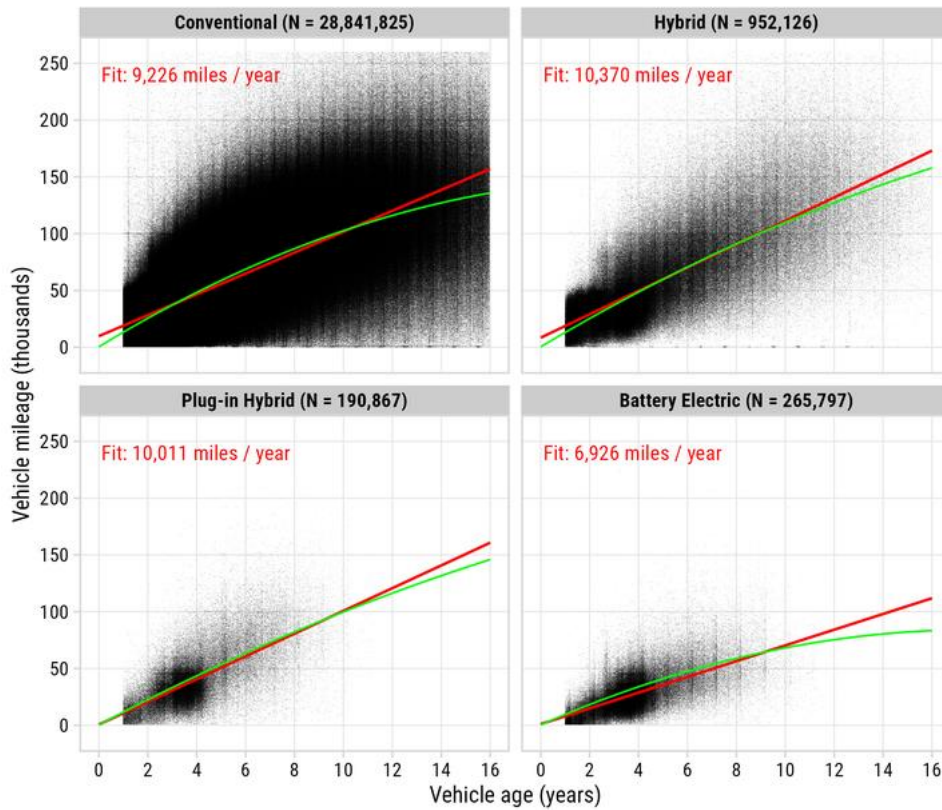 Conventional (N = 28,841,825)
Hybrid (N = 952,126)
Fit: 9,226 miles / year
Fit: 10,370 miles / year
250
200
150
100
50
0
Plug-in Hybrid (N = 190,867)
Battery Electric (N = 265,797)
Fit: 10,011 miles / year
Fit: 6,926 miles / year
250
200
150
100
50
0
Vehicle mileage (thousands)
0 2 4 6 8 10 12 14 16
0 2 4 6 8 10 12 14 16
Vehicle age (years)